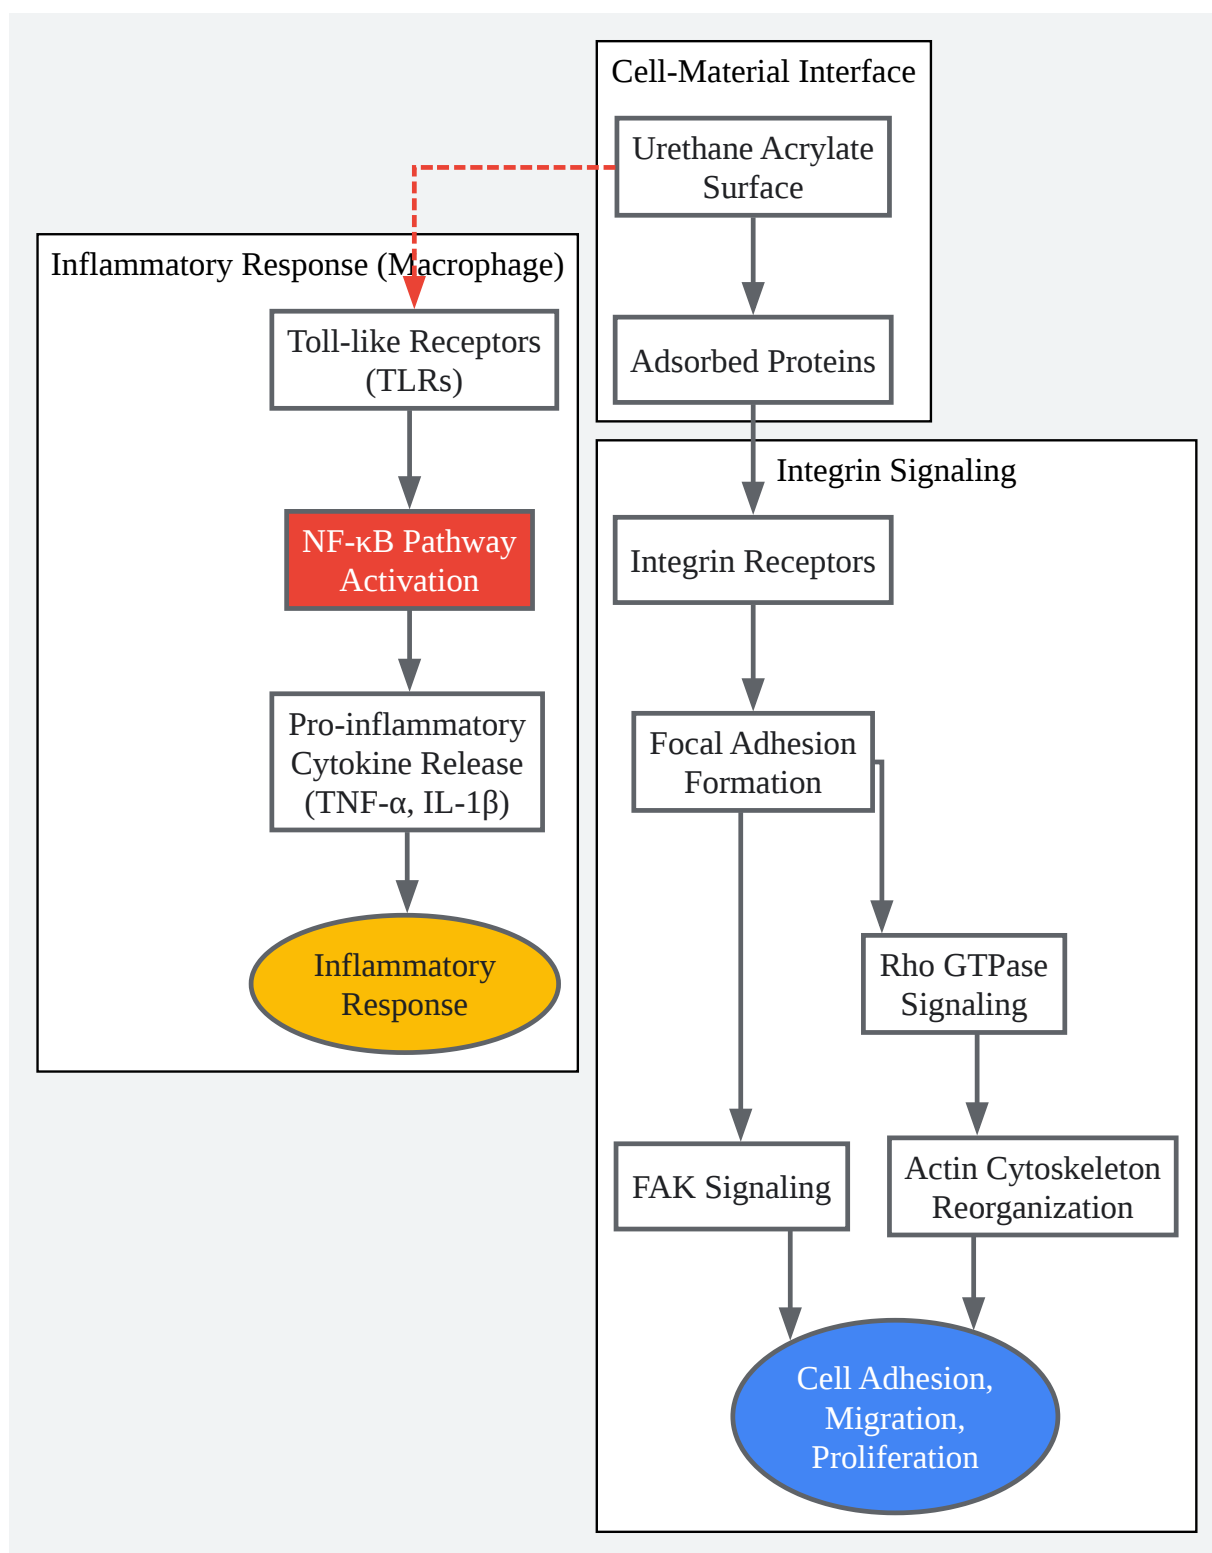 Cell-Material Interface
Urethane Acrylate
Surface
Adsorbed Proteins
Inflammatory Response (Macrophage)
Toll-like Receptors
(TLRs)
NF-κB Pathway
Activation
Pro-inflammatory
Cytokine Release
(TNF-α, IL-1β)
Inflammatory
Response
Integrin Signaling
Integrin Receptors
Focal Adhesion
Formation
Rho GTPase
Signaling
FAK Signaling
Actin Cytoskeleton
Reorganization
Cell Adhesion,
Migration,
Proliferation